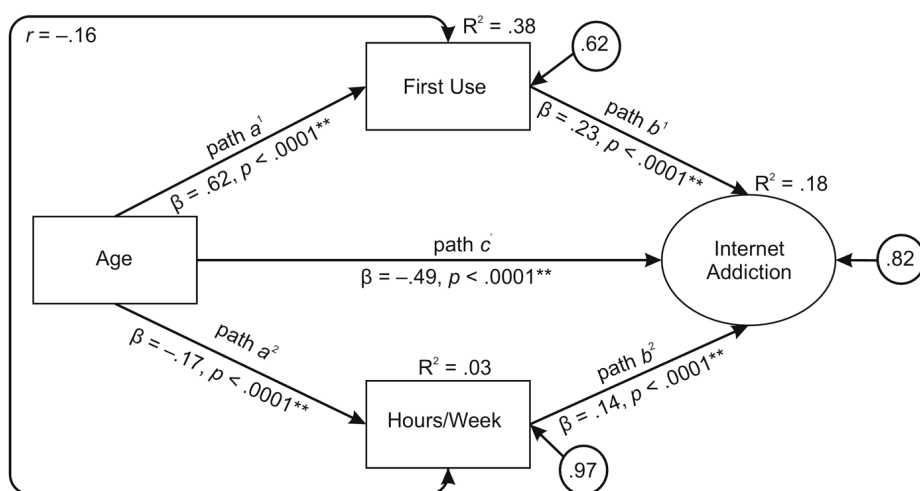 r = –.16
R² = .38
.62
First Use
path a¹
β = .62, p < .0001**
path b¹
β = .23, p < .0001**
R² = .18
Age
path c'
β = –.49, p < .0001**
Internet
Addiction
.82
path a²
β = –.17, p < .0001**
R² = .03
path b²
β = .14, p < .0001**
Hours/Week
.97